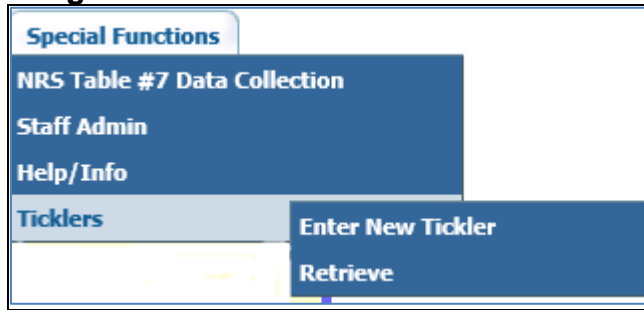 Special Functions
NRS Table #7 Data Collection
Staff Admin
Help/Info
Ticklers
Enter New Tickler
Retrieve